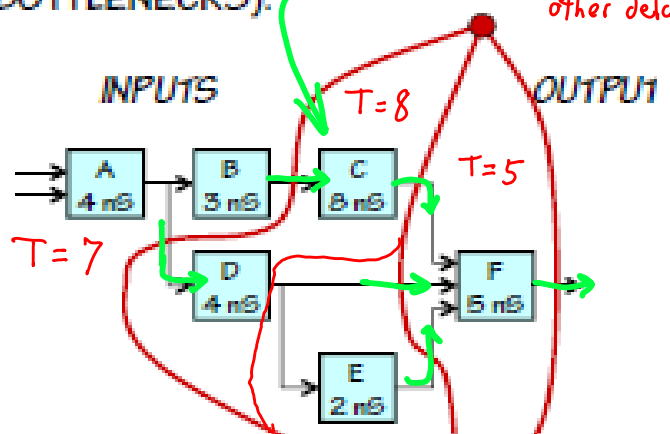 BOTTLENECKS).
other dela
INPUTS
OUTPUT
T=8
T=5
A
4 nS
B
3 nS
C
8 nS
T=7
D
4 nS
F
5 nS
E
2 nS